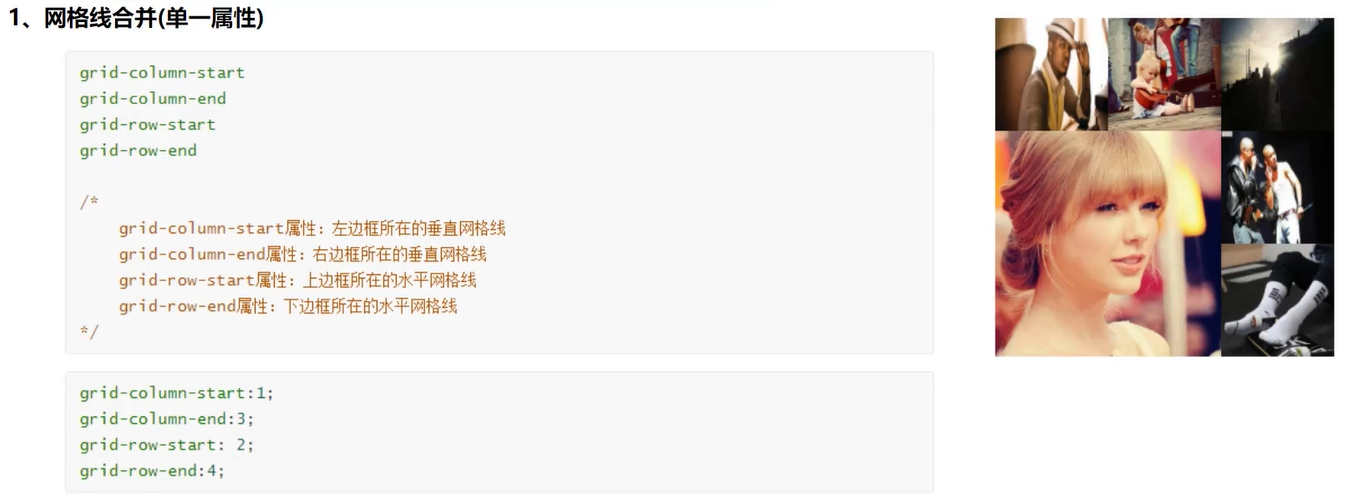 1、网格线合并(单一属性)
grid-column-start
grid-column-end
grid-row-start
grid-row-end
/*
grid-column-start属性：左边框所在的垂直网格线
grid-column-end属性：右边框所在的垂直网格线
grid-row-start属性：上边框所在的水平网格线
grid-row-end属性：下边框所在的水平网格线
*/
grid-column-start:1;
grid-column-end:3;
grid-row-start: 2;
grid-row-end:4;